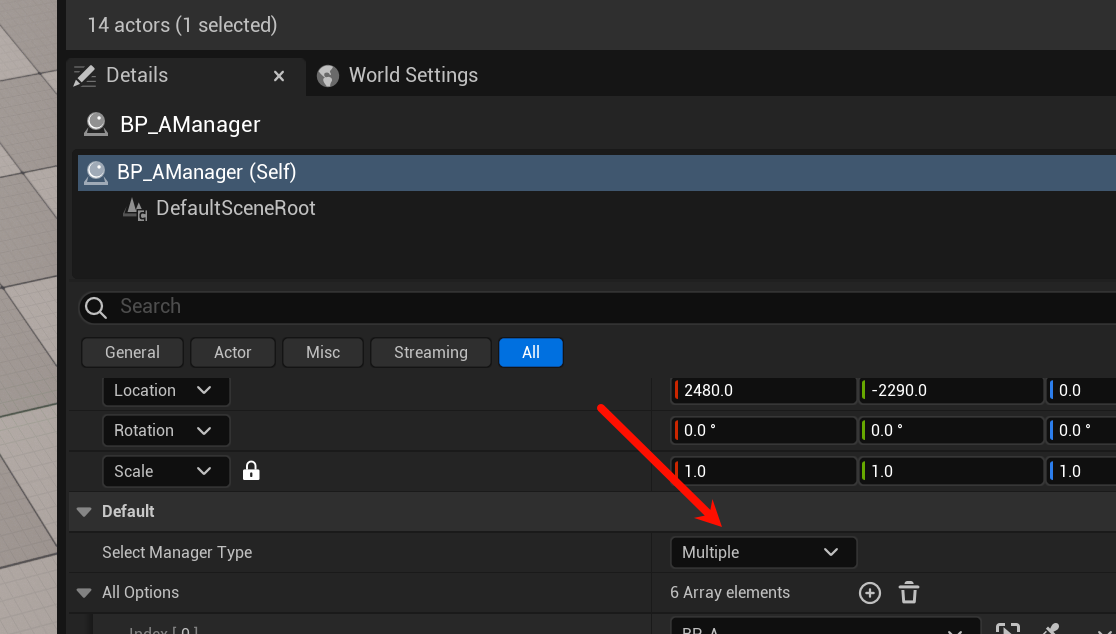 14 actors (1 selected)
Details
World Settings
BP_AManager
BP_AManager (Self)
DefaultSceneRoot
Search
General Actor Misc Streaming All
Location 2480.0 -2290.0 0.0
Rotation 0.0 ° 0.0 ° 0.0 °
Scale 1.0 1.0 1.0
Default
Select Manager Type Multiple
All Options 6 Array elements
Index [ 0 ] BP_A